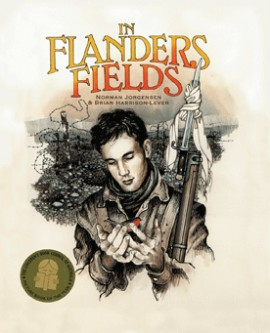 IN
FLANDERS
FIELDS
NORMAN JORGENSEN
& BRIAN HARRISON-LEVER